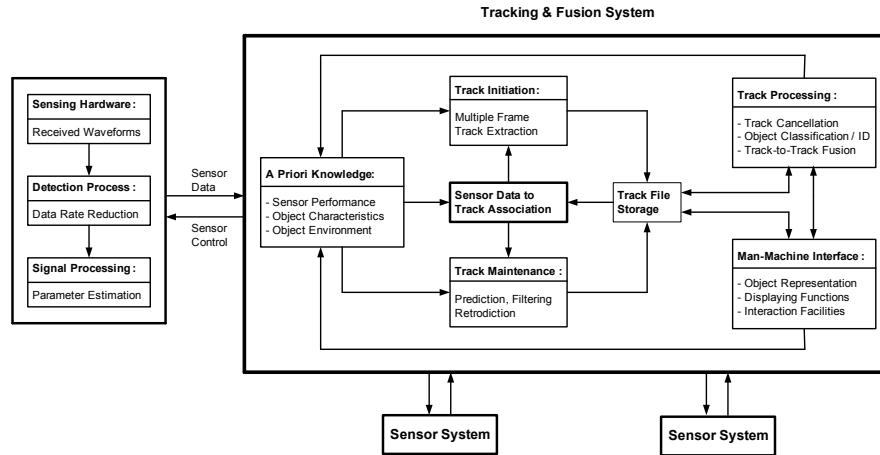 Tracking & Fusion System
Sensing Hardware :
Received Waveforms
Detection Process :
Data Rate Reduction
Signal Processing :
Parameter Estimation
Sensor
Data
Sensor
Control
A Priori Knowledge:
- Sensor Performance
- Object Characteristics
- Object Environment
Track Initiation:
Multiple Frame
Track Extraction
Sensor Data to
Track Association
Track Maintenance :
Prediction, Filtering
Retrodiction
Track File
Storage
Track Processing :
- Track Cancellation
- Object Classification / ID
- Track-to-Track Fusion
Man-Machine Interface :
- Object Representation
- Displaying Functions
- Interaction Facilities
Sensor System
Sensor System